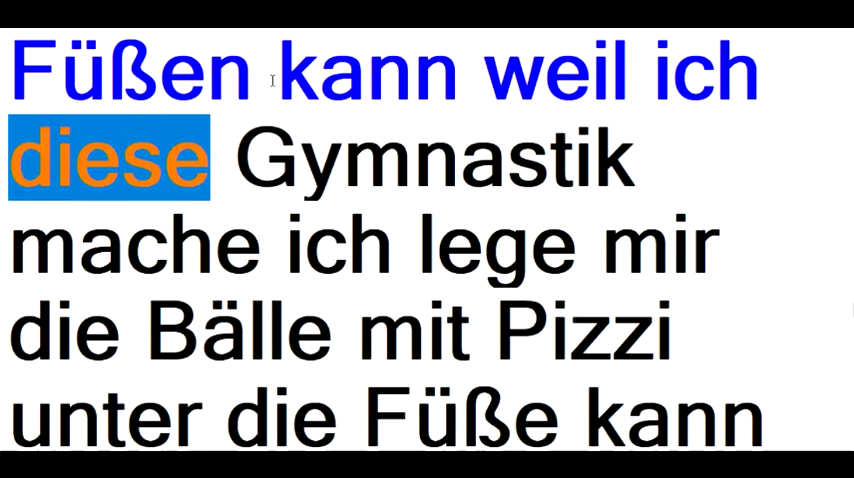 Füßen kann weil ich
diese Gymnastik
mache ich lege mir
die Bälle mit Pizzi
unter die Füße kann